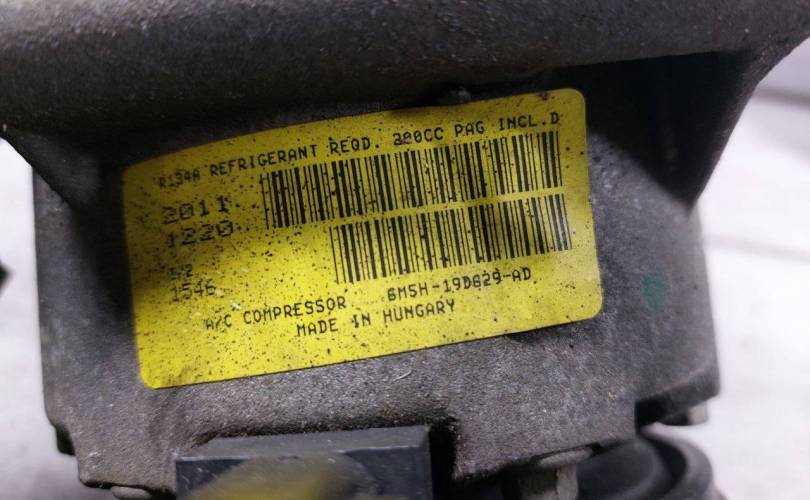 R134A REFRIGERANT REQD. 200CC PAG INCL.D
2011
1220
1546
A/C COMPRESSOR 6M5H-19D629-AD
MADE IN HUNGARY